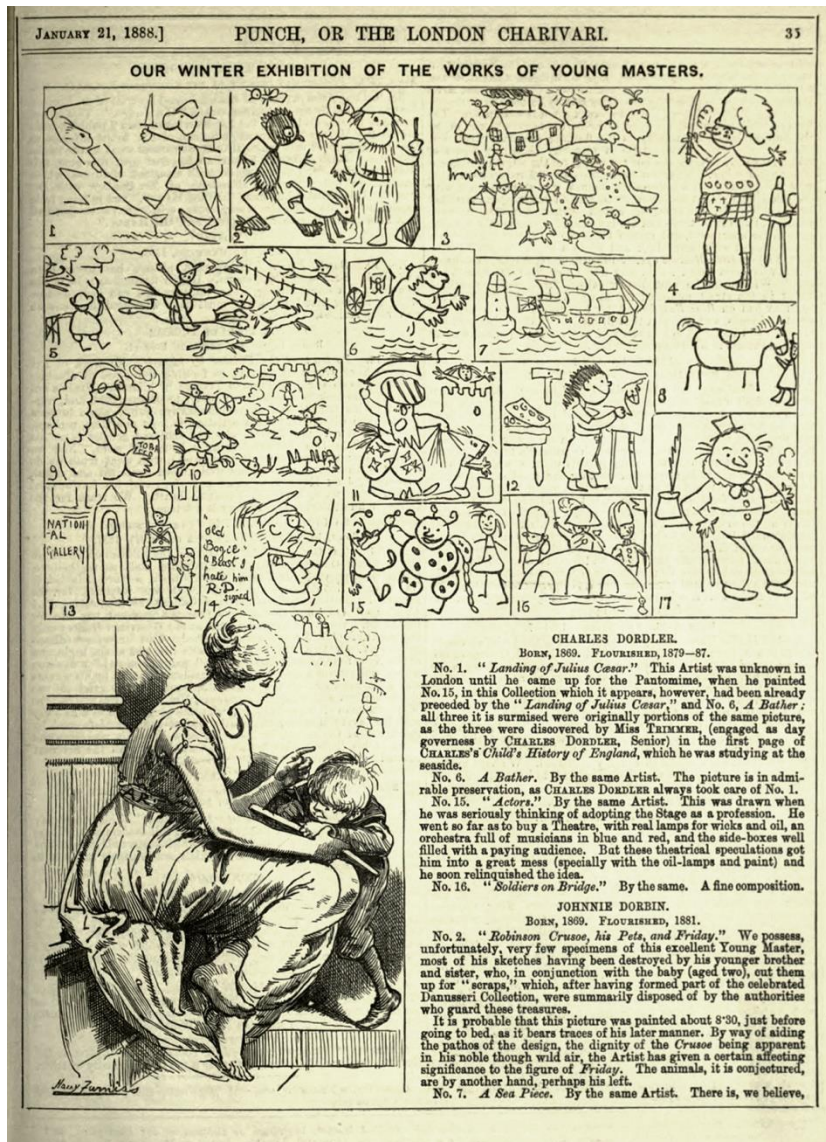 JANUARY 21, 1888.] PUNCH, OR THE LONDON CHARIVARI. 35
OUR WINTER EXHIBITION OF THE WORKS OF YOUNG MASTERS.
1
2
3
4
5
6
7
8
9
10
11
12
NATION
-AL
GALLERY
13
old
Bogie
a Beast I
hate him
R.D.
signed
14
15
16
17
Harry Furniss
CHARLES DORDLER.
BORN, 1869. FLOURISHED, 1879—87.
No. 1. "Landing of Julius Cæsar." This Artist was unknown in
London until he came up for the Pantomime, when he painted
No. 15, in this Collection which it appears, however, had been already
preceded by the "Landing of Julius Cæsar," and No. 6, A Bather:
all three it is surmised were originally portions of the same picture,
as the three were discovered by Miss TRIMMER, (engaged as day
governess by CHARLES DORDLER, Senior) in the first page of
CHARLES'S Child's History of England, which he was studying at the
seaside.
No. 6. A Bather. By the same Artist. The picture is in admi-
rable preservation, as CHARLES DORDLER always took care of No. 1.
No. 15. "Actors." By the same Artist. This was drawn when
he was seriously thinking of adopting the Stage as a profession. He
went so far as to buy a Theatre, with real lamps for wicks and oil, an
orchestra full of musicians in blue and red, and the side-boxes well
filled with a paying audience. But these theatrical speculations got
him into a great mess (specially with the oil-lamps and paint) and
he soon relinquished the idea.
No. 16. "Soldiers on Bridge." By the same. A fine composition.
JOHNNIE DORBIN.
BORN, 1869. FLOURISHED, 1881.
No. 2. "Robinson Crusoe, his Pets, and Friday." We possess,
unfortunately, very few specimens of this excellent Young Master,
most of his sketches having been destroyed by his younger brother
and sister, who, in conjunction with the baby (aged two), cut them
up for "scraps," which, after having formed part of the celebrated
Danusseri Collection, were summarily disposed of by the authorities
who guard these treasures.
It is probable that this picture was painted about 8·30, just before
going to bed, as it bears traces of his later manner. By way of aiding
the pathos of the design, the dignity of the Crusoe being apparent
in his noble though wild air, the Artist has given a certain affecting
significance to the figure of Friday. The animals, it is conjectured,
are by another hand, perhaps his left.
No. 7. A Sea Piece. By the same Artist. There is, we believe,